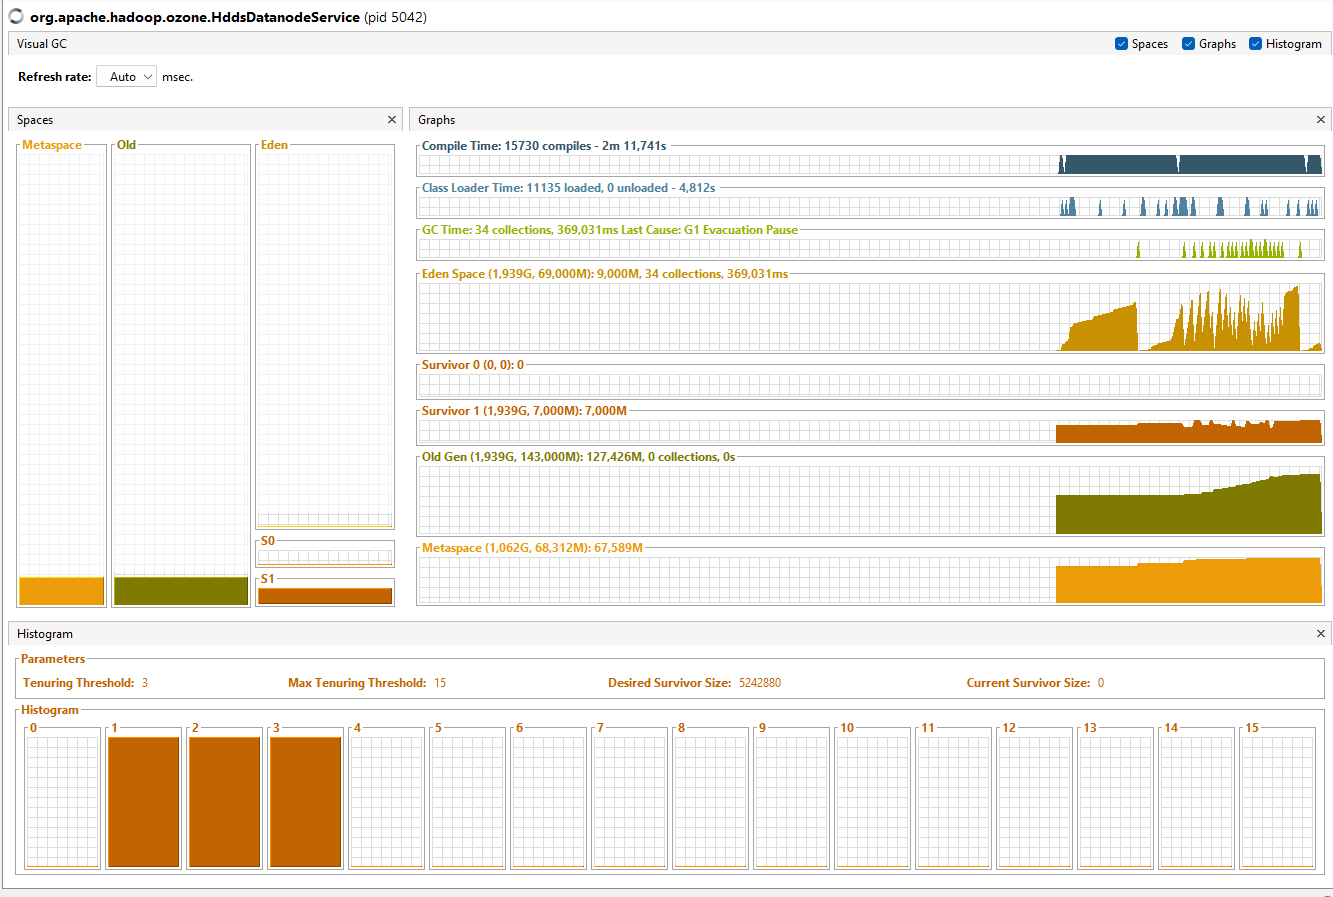 org.apache.hadoop.ozone.HddsDatanodeService (pid 5042)
Visual GC
Spaces Graphs Histogram
Refresh rate: Auto msec.
Spaces
Metaspace Old Eden
S0
S1
Graphs
Compile Time: 15730 compiles - 2m 11,741s
Class Loader Time: 11135 loaded, 0 unloaded - 4,812s
GC Time: 34 collections, 369,031ms Last Cause: G1 Evacuation Pause
Eden Space (1,939G, 69,000M): 9,000M, 34 collections, 369,031ms
Survivor 0 (0, 0): 0
Survivor 1 (1,939G, 7,000M): 7,000M
Old Gen (1,939G, 143,000M): 127,426M, 0 collections, 0s
Metaspace (1,062G, 68,312M): 67,589M
Histogram
Parameters
Tenuring Threshold: 3 Max Tenuring Threshold: 15 Desired Survivor Size: 5242880 Current Survivor Size: 0
Histogram
0 1 2 3 4 5 6 7 8 9 10 11 12 13 14 15